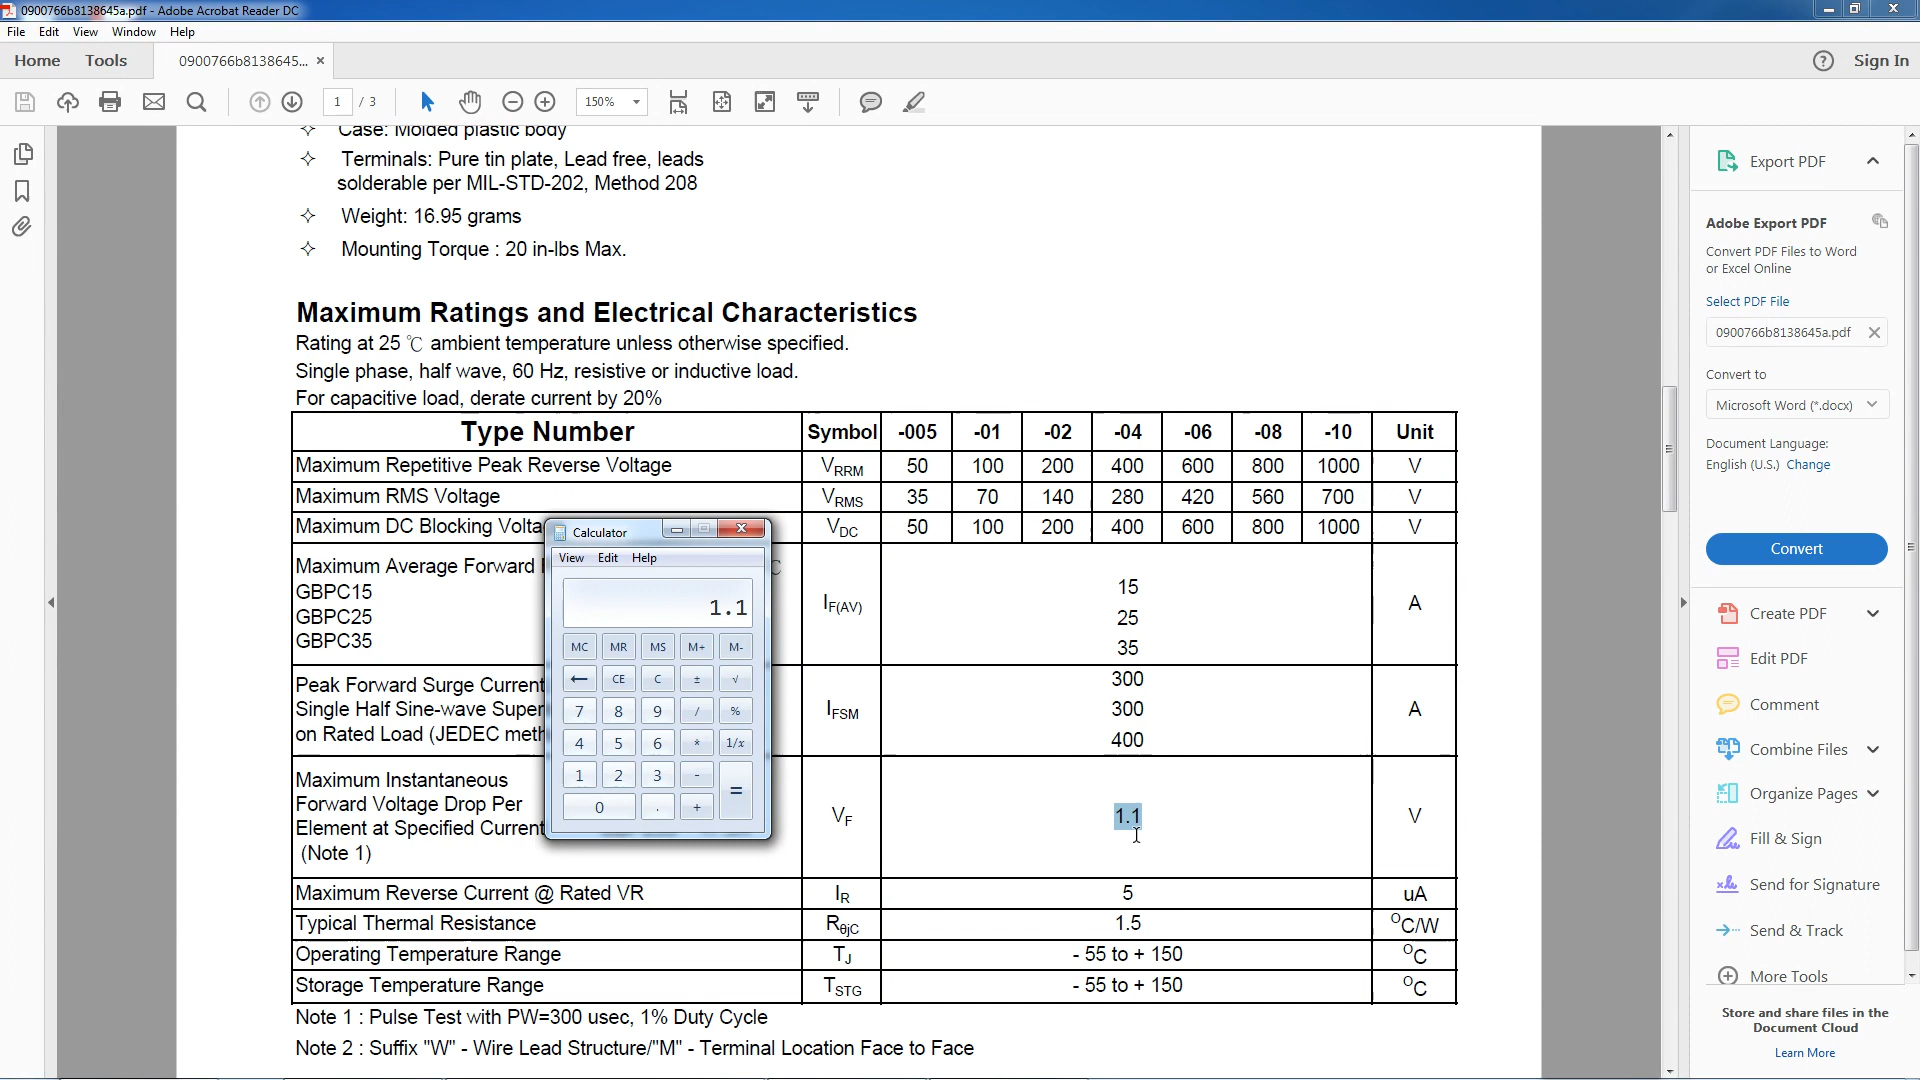 0900766b8138645a.pdf - Adobe Acrobat Reader DC
File Edit View Window Help
Home Tools 0900766b8138645... × Sign In
1 / 3 150%
Case: Molded plastic body
Terminals: Pure tin plate, Lead free, leads
solderable per MIL-STD-202, Method 208
Weight: 16.95 grams
Mounting Torque : 20 in-lbs Max.
Maximum Ratings and Electrical Characteristics
Rating at 25 ℃ ambient temperature unless otherwise specified.
Single phase, half wave, 60 Hz, resistive or inductive load.
For capacitive load, derate current by 20%
Type Number Symbol -005 -01 -02 -04 -06 -08 -10 Unit
Maximum Repetitive Peak Reverse Voltage VRRM 50 100 200 400 600 800 1000 V
Maximum RMS Voltage VRMS 35 70 140 280 420 560 700 V
Maximum DC Blocking VDC 50 100 200 400 600 800 1000 V
Maximum Average Forward
GBPC15
GBPC25
GBPC35
IF(AV)
15
25
35
A
Peak Forward Surge Current
Single Half Sine-wave Super
on Rated Load (JEDEC meth
IFSM
300
300
400
A
Maximum Instantaneous
Forward Voltage Drop Per
Element at Specified Current
(Note 1)
VF 1.1 V
Maximum Reverse Current @ Rated VR IR 5 uA
Typical Thermal Resistance RθjC 1.5 °C/W
Operating Temperature Range TJ - 55 to + 150 °C
Storage Temperature Range TSTG - 55 to + 150 °C
Note 1 : Pulse Test with PW=300 usec, 1% Duty Cycle
Note 2 : Suffix "W" - Wire Lead Structure/"M" - Terminal Location Face to Face
Calculator
View Edit Help
1.1
MC MR MS M+ M-
← CE C ± √
7 8 9 / %
4 5 6 * 1/x
1 2 3 - =
0 . +
Export PDF
Adobe Export PDF
Convert PDF Files to Word
or Excel Online
Select PDF File
0900766b8138645a.pdf
Convert to
Microsoft Word (*.docx)
Document Language:
English (U.S.) Change
Convert
Create PDF
Edit PDF
Comment
Combine Files
Organize Pages
Fill & Sign
Send for Signature
Send & Track
More Tools
Store and share files in the
Document Cloud
Learn More